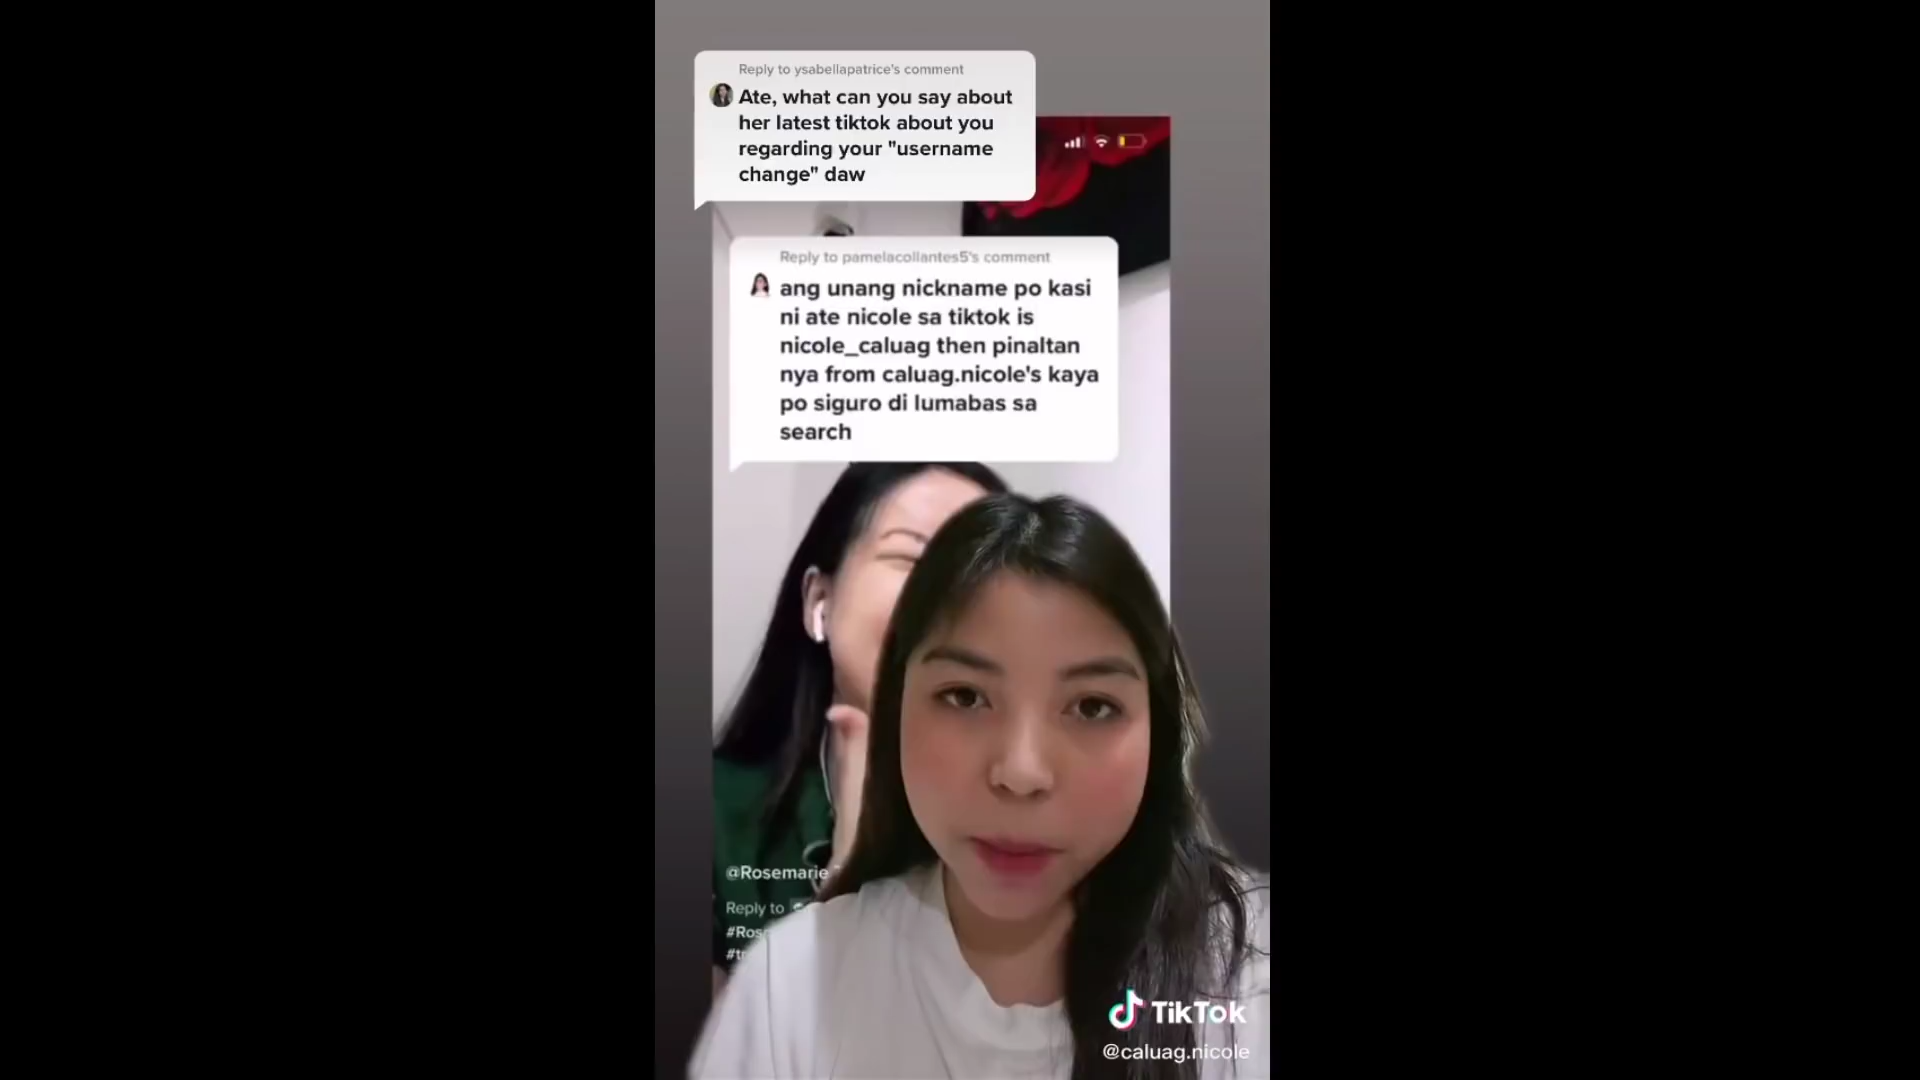 Reply to ysabellapatrice's comment
Ate, what can you say about
her latest tiktok about you
regarding your "username
change" daw
Reply to pamelacollantes5's comment
ang unang nickname po kasi
ni ate nicole sa tiktok is
nicole_caluag then pinaltan
nya from caluag.nicole's kaya
po siguro di lumabas sa
search
@Rosemarie
Reply to
TikTok
@caluag.nicole